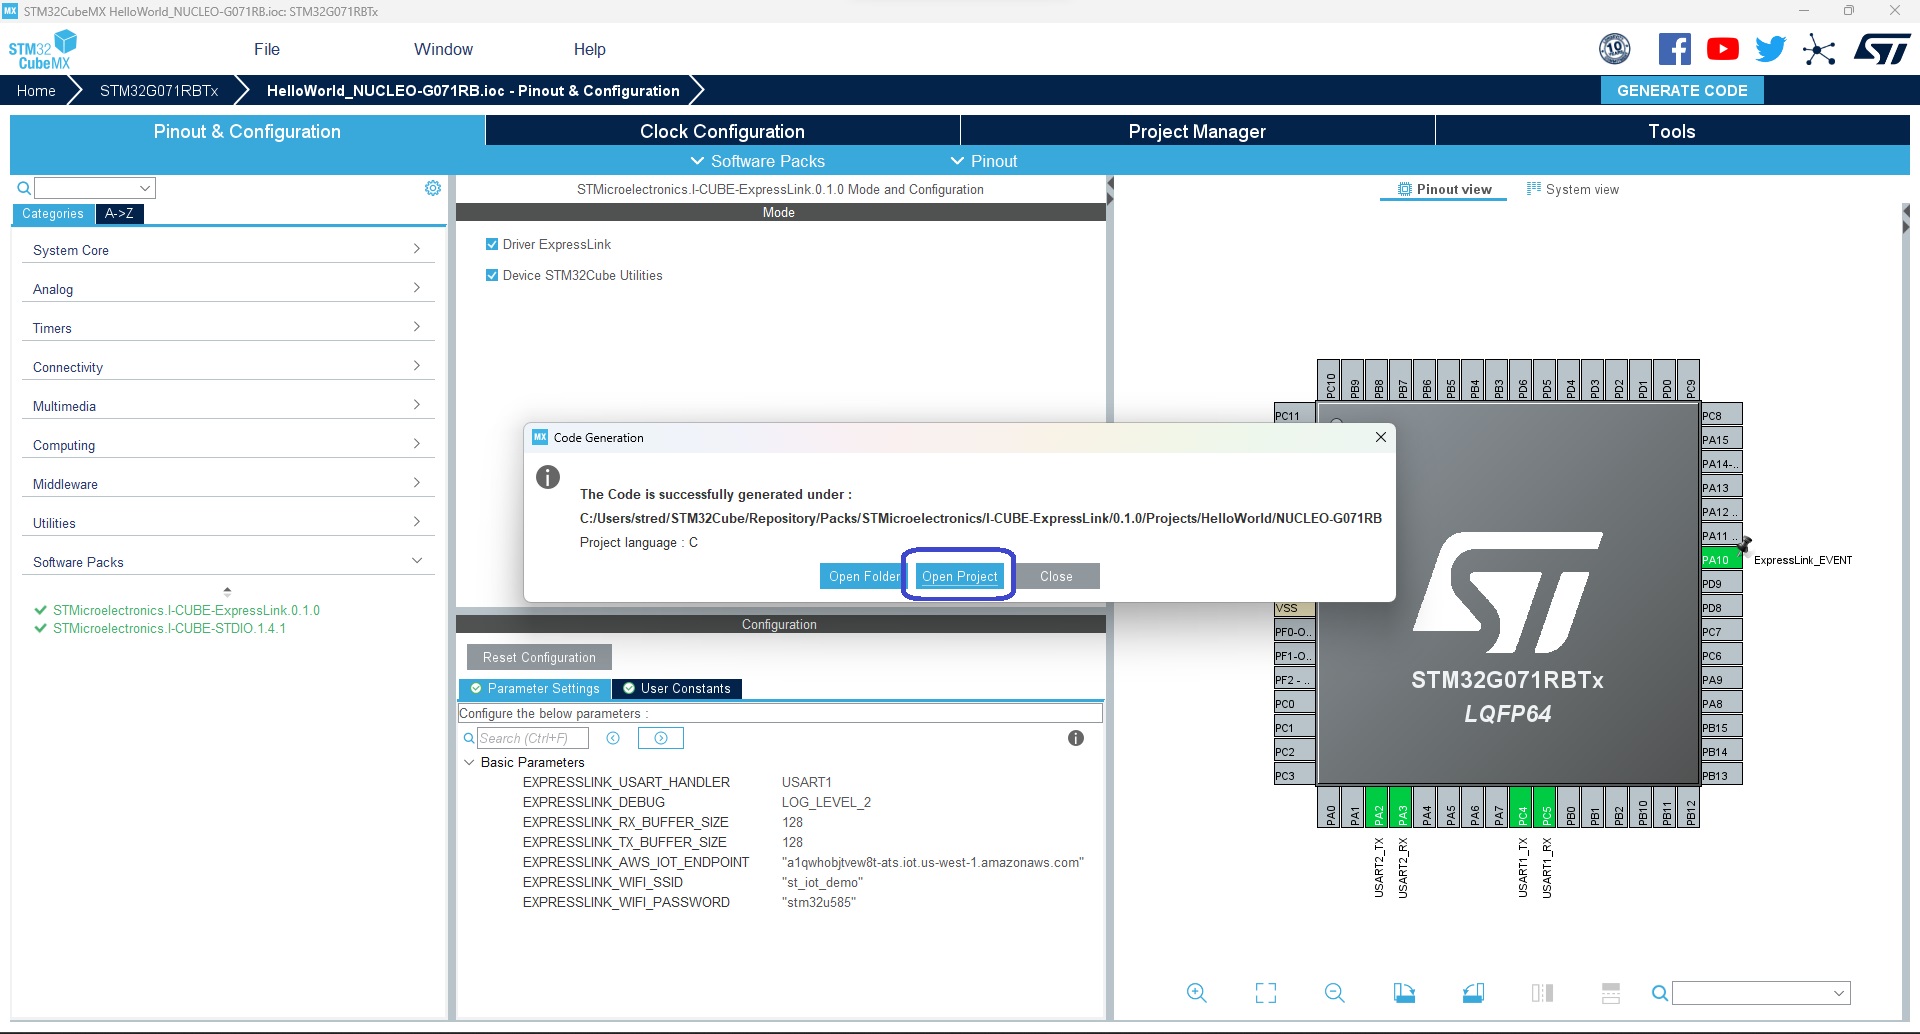 STM32CubeMX HelloWorld_NUCLEO-G071RB.ioc: STM32G071RBTx
STM32
CubeMX
File
Window
Help
10
Home
STM32G071RBTx
HelloWorld_NUCLEO-G071RB.ioc - Pinout & Configuration
GENERATE CODE
Pinout & Configuration
Clock Configuration
Project Manager
Tools
Software Packs
Pinout
Categories
A->Z
System Core
Analog
Timers
Connectivity
Multimedia
Computing
Middleware
Utilities
Software Packs
STMicroelectronics.I-CUBE-ExpressLink.0.1.0
STMicroelectronics.I-CUBE-STDIO.1.4.1
STMicroelectronics.I-CUBE-ExpressLink.0.1.0 Mode and Configuration
Mode
Driver ExpressLink
Device STM32Cube Utilities
MX Code Generation
The Code is successfully generated under :
C:/Users/stred/STM32Cube/Repository/Packs/STMicroelectronics/I-CUBE-ExpressLink/0.1.0/Projects/HelloWorld/NUCLEO-G071RB
Project language : C
Open Folder
Open Project
Close
Configuration
Reset Configuration
Parameter Settings
User Constants
Configure the below parameters :
Search (Ctrl+F)
Basic Parameters
EXPRESSLINK_USART_HANDLER USART1
EXPRESSLINK_DEBUG LOG_LEVEL_2
EXPRESSLINK_RX_BUFFER_SIZE 128
EXPRESSLINK_TX_BUFFER_SIZE 128
EXPRESSLINK_AWS_IOT_ENDPOINT "a1qwhobjtvew8t-ats.iot.us-west-1.amazonaws.com"
EXPRESSLINK_WIFI_SSID "st_iot_demo"
EXPRESSLINK_WIFI_PASSWORD "stm32u585"
Pinout view
System view
PC10 PB9 PB8 PB7 PB6 PB5 PB4 PB3 PD6 PD5 PD4 PD3 PD2 PD1 PD0 PC9
PC11
VSS
PF0-O..
PF1-O..
PF2 - ..
PC0
PC1
PC2
PC3
PC8
PA15
PA14-..
PA13
PA12 ..
PA11 ..
PA10 ExpressLink_EVENT
PD9
PD8
PC7
PC6
PA9
PA8
PB15
PB14
PB13
ST
STM32G071RBTx
LQFP64
PA0 PA1 PA2 PA3 PA4 PA5 PA6 PA7 PC4 PC5 PB0 PB1 PB2 PB10 PB11 PB12
USART2_TX
USART2_RX
USART1_TX
USART1_RX